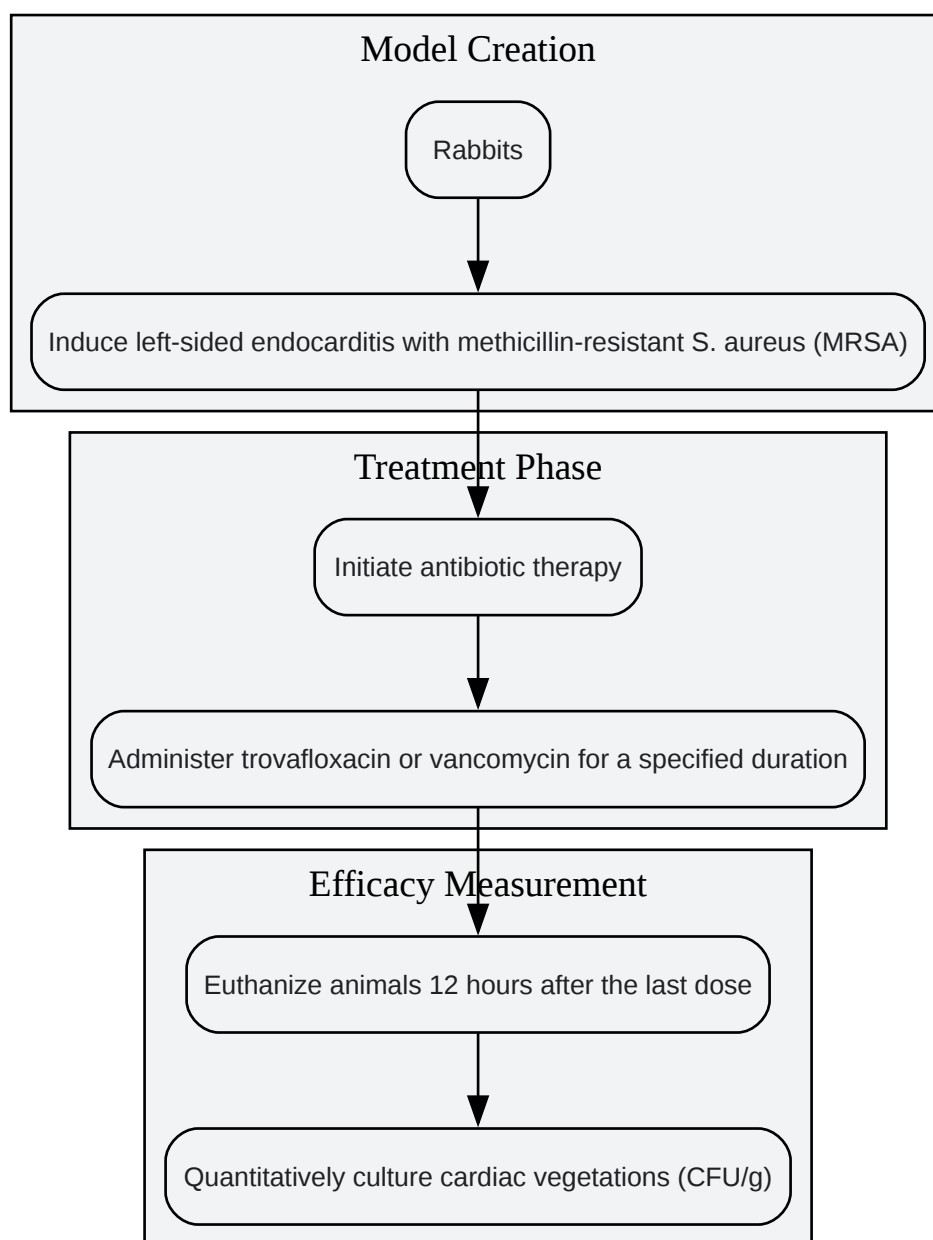 Model Creation
Rabbits
Induce left-sided endocarditis with methicillin-resistant S. aureus (MRSA)
Treatment Phase
Initiate antibiotic therapy
Administer trovafloxacin or vancomycin for a specified duration
Efficacy Measurement
Euthanize animals 12 hours after the last dose
Quantitatively culture cardiac vegetations (CFU/g)